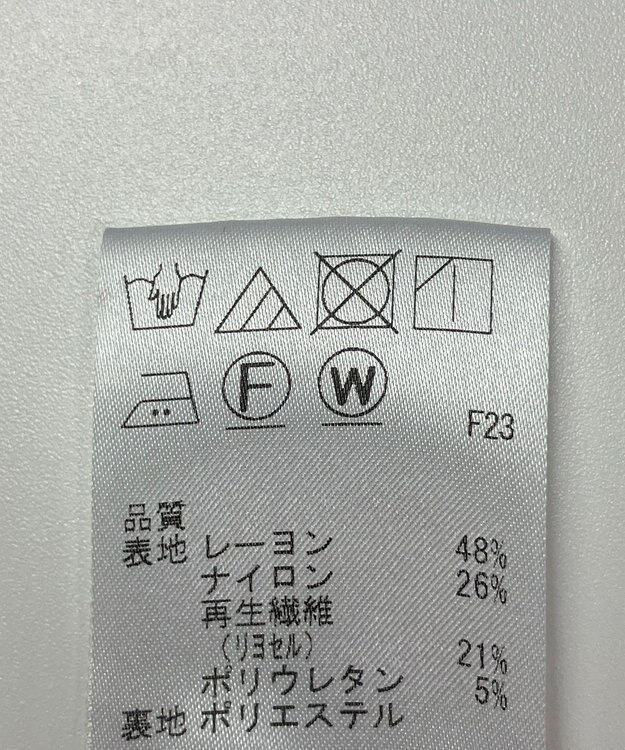 F W
F23
品質
表地 レーヨン 48%
ナイロン 26%
再生繊維
(リヨセル) 21%
ポリウレタン 5%
裏地 ポリエステル